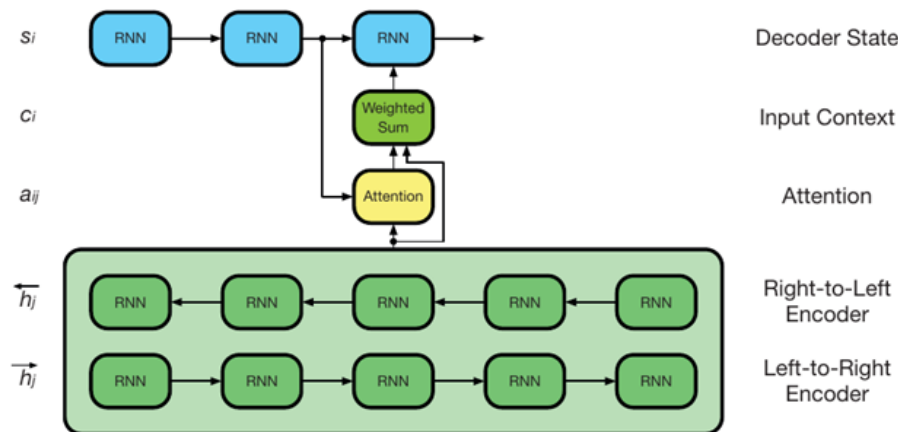 si RNN RNN RNN Decoder State
ci Weighted Sum Input Context
aij Attention Attention
hj RNN RNN RNN RNN RNN Right-to-Left Encoder
hj RNN RNN RNN RNN RNN Left-to-Right Encoder